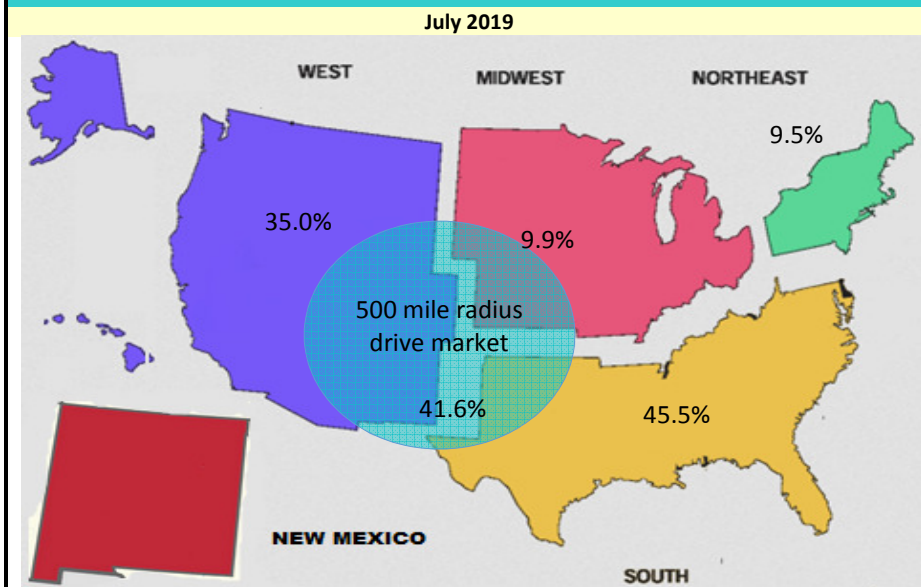 July 2019
WEST
MIDWEST
NORTHEAST
9.5%
35.0%
9.9%
500 mile radius
drive market
41.6%
45.5%
NEW MEXICO
SOUTH